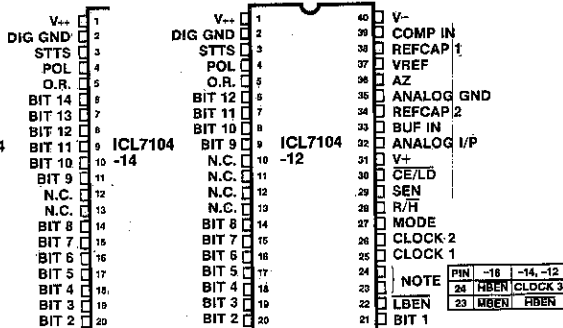 V++ 1
DIG GND 2
STTS 3
POL 4
O.R. 5
BIT 14 6
BIT 13 7
BIT 12 8
BIT 11 9
BIT 10 10
BIT 9 11
N.C. 12
N.C. 13
BIT 8 14
BIT 7 15
BIT 6 16
BIT 5 17
BIT 4 18
BIT 3 19
BIT 2 20
4
ICL7104
-14
V++ 1
DIG GND 2
STTS 3
POL 4
O.R. 5
BIT 12 6
BIT 11 7
BIT 10 8
BIT 9 9
N.C. 10
N.C. 11
N.C. 12
N.C. 13
BIT 8 14
BIT 7 15
BIT 6 16
BIT 5 17
BIT 4 18
BIT 3 19
BIT 2 20
ICL7104
-12
40 V-
39 COMP IN
38 REFCAP 1
37 VREF
36 AZ
35 ANALOG GND
34 REFCAP 2
33 BUF IN
32 ANALOG I/P
31 V+
30 CE/LD
29 SEN
28 R/H
27 MODE
26 CLOCK 2
25 CLOCK 1
24
23
NOTE
22 LBEN
21 BIT 1
PIN -16 -14, -12
24 HBEN CLOCK 3
23 MBEN HBEN